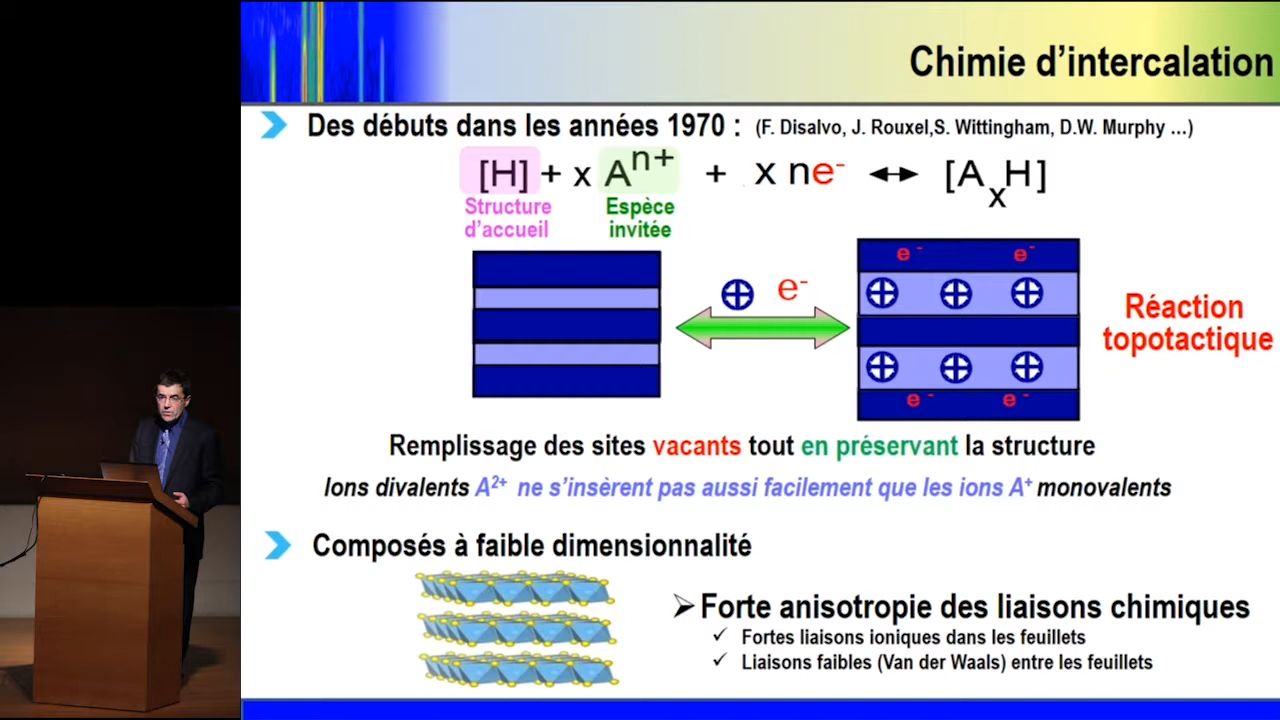 Chimie d'intercalation
Des débuts dans les années 1970 : (F. Disalvo, J. Rouxel,S. Wittingham, D.W. Murphy ...)
[H] + x Aⁿ⁺ + x ne⁻ ↔ [AₓH]
Structure d'accueil
Espèce invitée
e⁻ e⁻
⊕ e⁻
⊕ ⊕ ⊕
Réaction
topotactique
⊕ ⊕ ⊕
e⁻ e⁻
Remplissage des sites vacants tout en préservant la structure
Ions divalents A²⁺ ne s'insèrent pas aussi facilement que les ions A⁺ monovalents
Composés à faible dimensionnalité
➢ Forte anisotropie des liaisons chimiques
✓ Fortes liaisons ioniques dans les feuillets
✓ Liaisons faibles (Van der Waals) entre les feuillets